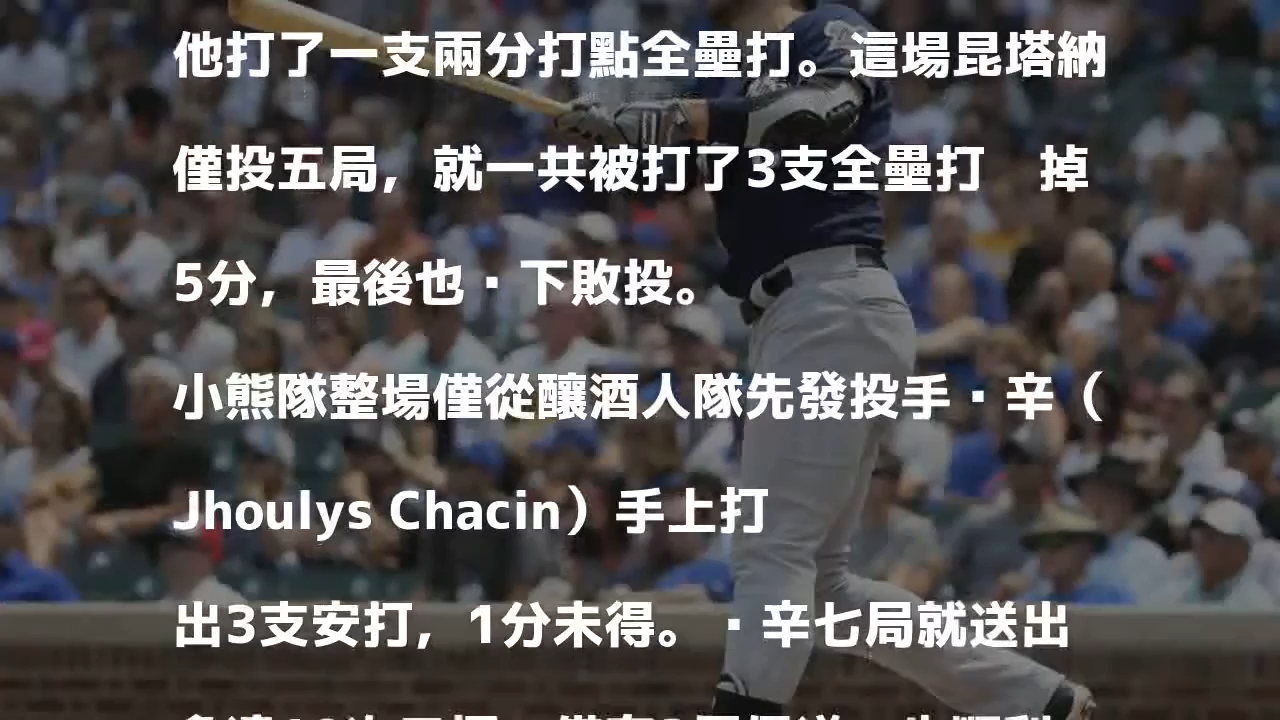 他打了一支兩分打點全壘打。這場昆塔納
僅投五局，就一共被打了3支全壘打　掉
5分，最後也▪下敗投。
小熊隊整場僅從釀酒人隊先發投手▪辛（
Jhoulys Chacin）手上打
出3支安打，1分未得。▪辛七局就送出